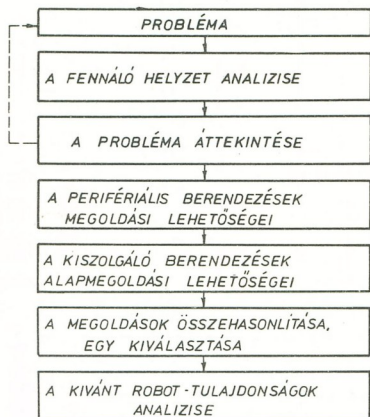 PROBLÉMA
A FENNÁLÓ HELYZET ANALIZISE
A PROBLÉMA ÁTTEKINTÉSE
A PERIFÉRIÁLIS BERENDEZÉSEK
MEGOLDÁSI LEHETŐSÉGEI
A KISZOLGÁLÓ BERENDEZÉSEK
ALAPMEGOLDÁSI LEHETŐSÉGEI
A MEGOLDÁSOK ÖSSZEHASONLÍTÁSA,
EGY KIVÁLASZTÁSA
A KIVÁNT ROBOT-TULAJDONSÁGOK
ANALIZISE